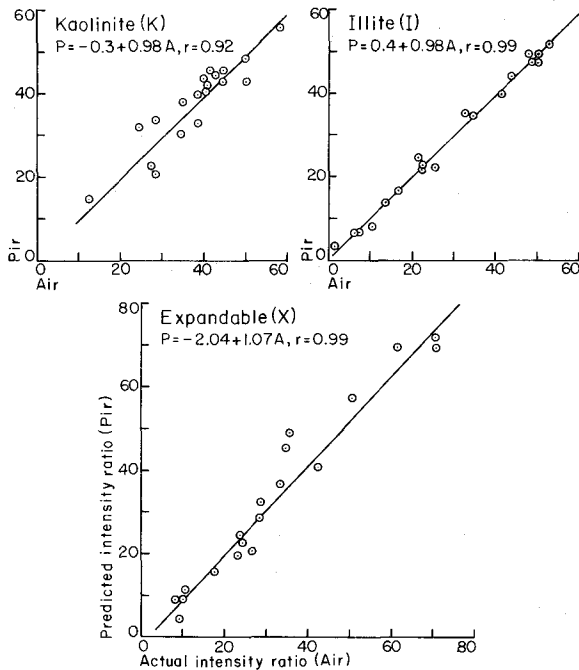 Kaolinite (K)
P=-0.3+0.98 A, r=0.92
60
40
20
0
Pir
0 20 40 60
Air
Illite (I)
P=0.4+0.98A, r=0.99
60
40
20
0
Pir
0 20 40 60
Air
Expandable (X)
P=-2.04+1.07A, r=0.99
80
60
40
20
0
Predicted intensity ratio (Pir)
0 20 40 60 80
Actual intensity ratio (Air)